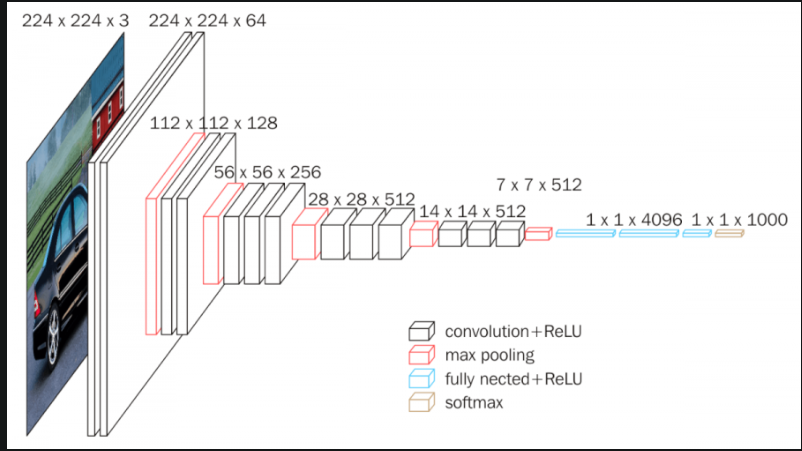 224 x 224 x 3
224 x 224 x 64
112 x 112 x 128
56 x 56 x 256
28 x 28 x 512
14 x 14 x 512
7 x 7 x 512
1 x 1 x 4096
1 x 1 x 1000
convolution+ReLU
max pooling
fully nected+ReLU
softmax